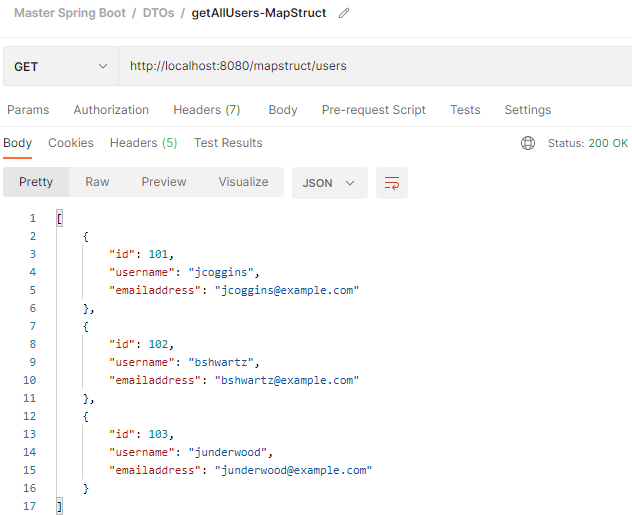 Master Spring Boot / DTOs / getAllUsers-MapStruct
GET http://localhost:8080/mapstruct/users
Params Authorization Headers (7) Body Pre-request Script Tests Settings
Body Cookies Headers (5) Test Results Status: 200 OK
Pretty Raw Preview Visualize JSON
1 [
2 {
3 "id": 101,
4 "username": "jcoggins",
5 "emailaddress": "jcoggins@example.com"
6 },
7 {
8 "id": 102,
9 "username": "bshwartz",
10 "emailaddress": "bshwartz@example.com"
11 },
12 {
13 "id": 103,
14 "username": "junderwood",
15 "emailaddress": "junderwood@example.com"
16 }
17 ]